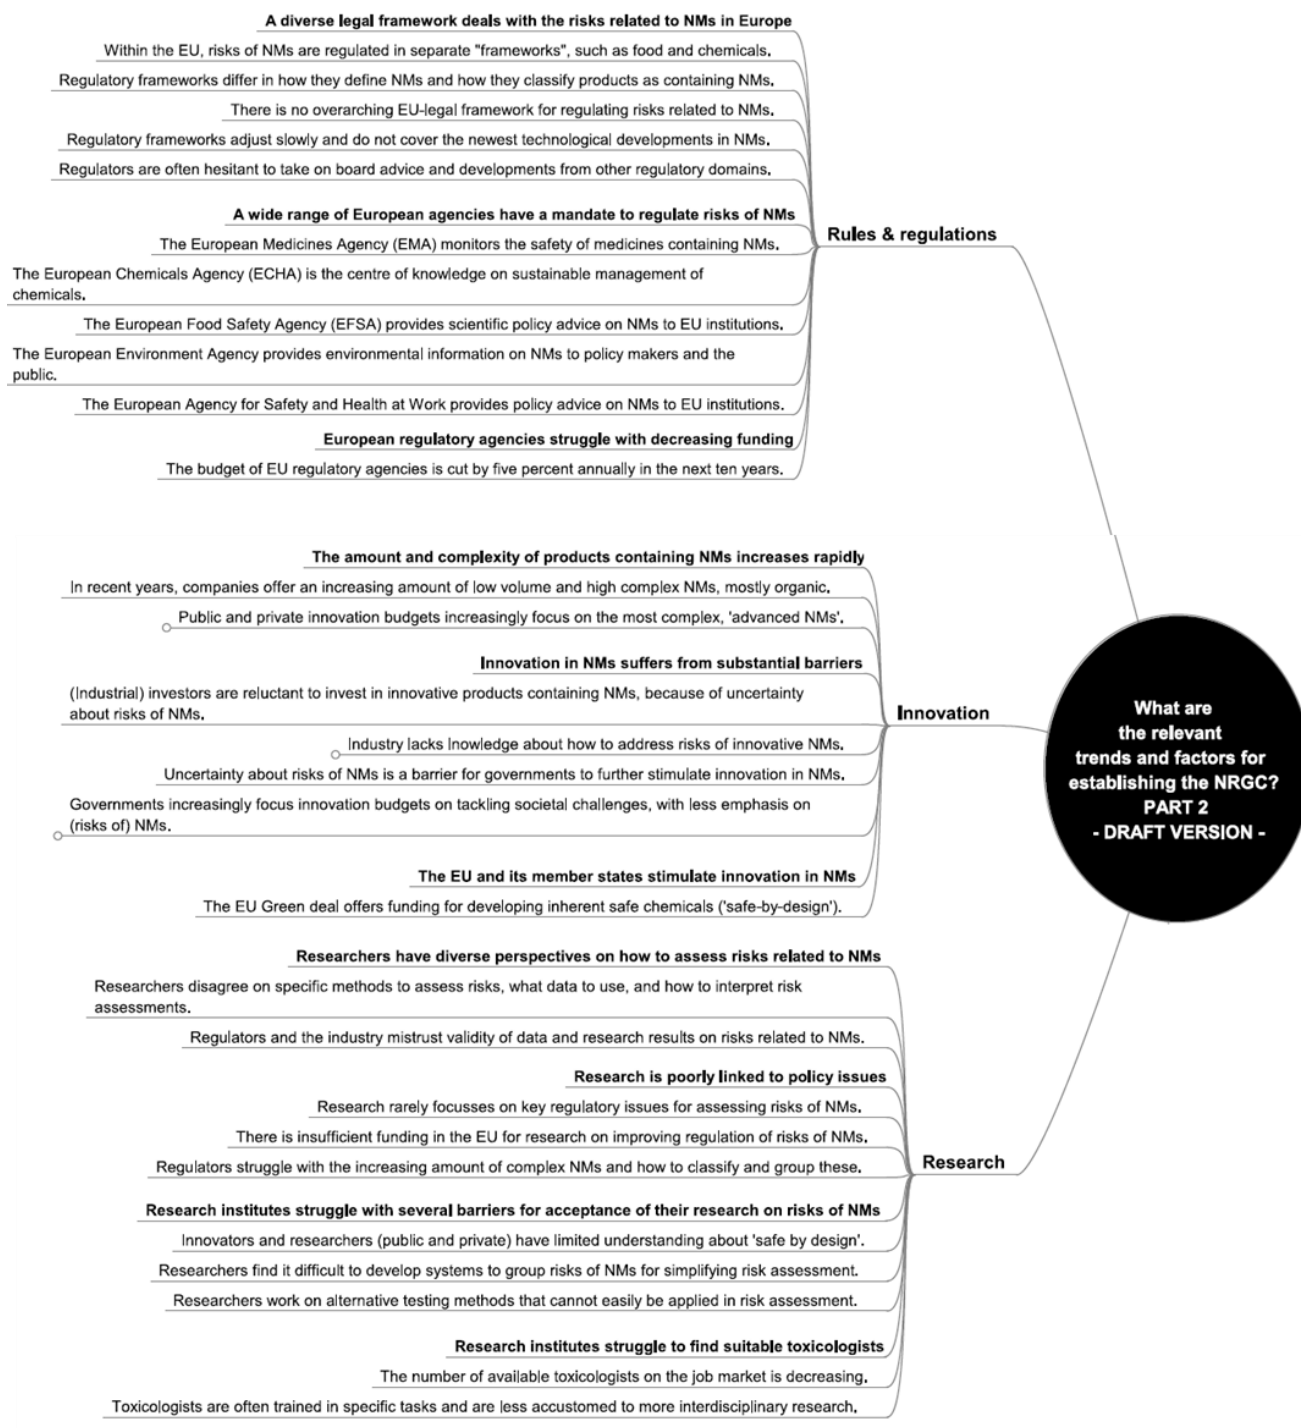 A diverse legal framework deals with the risks related to NMs in Europe
Within the EU, risks of NMs are regulated in separate "frameworks", such as food and chemicals.
Regulatory frameworks differ in how they define NMs and how they classify products as containing NMs.
There is no overarching EU-legal framework for regulating risks related to NMs.
Regulatory frameworks adjust slowly and do not cover the newest technological developments in NMs.
Regulators are often hesitant to take on board advice and developments from other regulatory domains.
A wide range of European agencies have a mandate to regulate risks of NMs
The European Medicines Agency (EMA) monitors the safety of medicines containing NMs.
The European Chemicals Agency (ECHA) is the centre of knowledge on sustainable management of
chemicals.
The European Food Safety Agency (EFSA) provides scientific policy advice on NMs to EU institutions.
The European Environment Agency provides environmental information on NMs to policy makers and the
public.
The European Agency for Safety and Health at Work provides policy advice on NMs to EU institutions.
European regulatory agencies struggle with decreasing funding
The budget of EU regulatory agencies is cut by five percent annually in the next ten years.
Rules & regulations
The amount and complexity of products containing NMs increases rapidly
In recent years, companies offer an increasing amount of low volume and high complex NMs, mostly organic.
Public and private innovation budgets increasingly focus on the most complex, 'advanced NMs'.
Innovation in NMs suffers from substantial barriers
(Industrial) investors are reluctant to invest in innovative products containing NMs, because of uncertainty
about risks of NMs.
Industry lacks lnowledge about how to address risks of innovative NMs.
Uncertainty about risks of NMs is a barrier for governments to further stimulate innovation in NMs.
Governments increasingly focus innovation budgets on tackling societal challenges, with less emphasis on
(risks of) NMs.
The EU and its member states stimulate innovation in NMs
The EU Green deal offers funding for developing inherent safe chemicals ('safe-by-design').
Innovation
Researchers have diverse perspectives on how to assess risks related to NMs
Researchers disagree on specific methods to assess risks, what data to use, and how to interpret risk
assessments.
Regulators and the industry mistrust validity of data and research results on risks related to NMs.
Research is poorly linked to policy issues
Research rarely focusses on key regulatory issues for assessing risks of NMs.
There is insufficient funding in the EU for research on improving regulation of risks of NMs.
Regulators struggle with the increasing amount of complex NMs and how to classify and group these.
Research institutes struggle with several barriers for acceptance of their research on risks of NMs
Innovators and researchers (public and private) have limited understanding about 'safe by design'.
Researchers find it difficult to develop systems to group risks of NMs for simplifying risk assessment.
Researchers work on alternative testing methods that cannot easily be applied in risk assessment.
Research institutes struggle to find suitable toxicologists
The number of available toxicologists on the job market is decreasing.
Toxicologists are often trained in specific tasks and are less accustomed to more interdisciplinary research.
Research
What are
the relevant
trends and factors for
establishing the NRGC?
PART 2
- DRAFT VERSION -